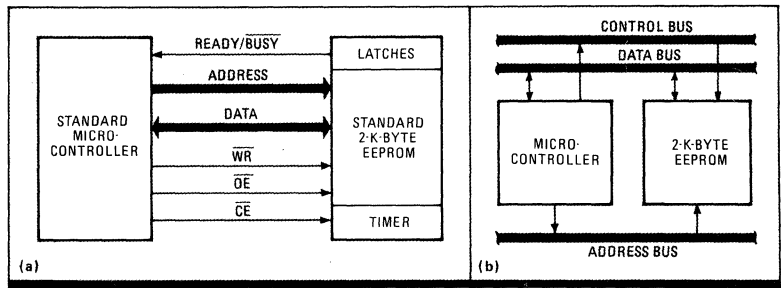 READY/BUSY
LATCHES
ADDRESS
DATA
STANDARD
MICRO-
CONTROLLER
STANDARD
2-K-BYTE
EEPROM
WR
OE
CE
TIMER
(a)
CONTROL BUS
DATA BUS
MICRO-
CONTROLLER
2-K-BYTE
EEPROM
ADDRESS BUS
(b)